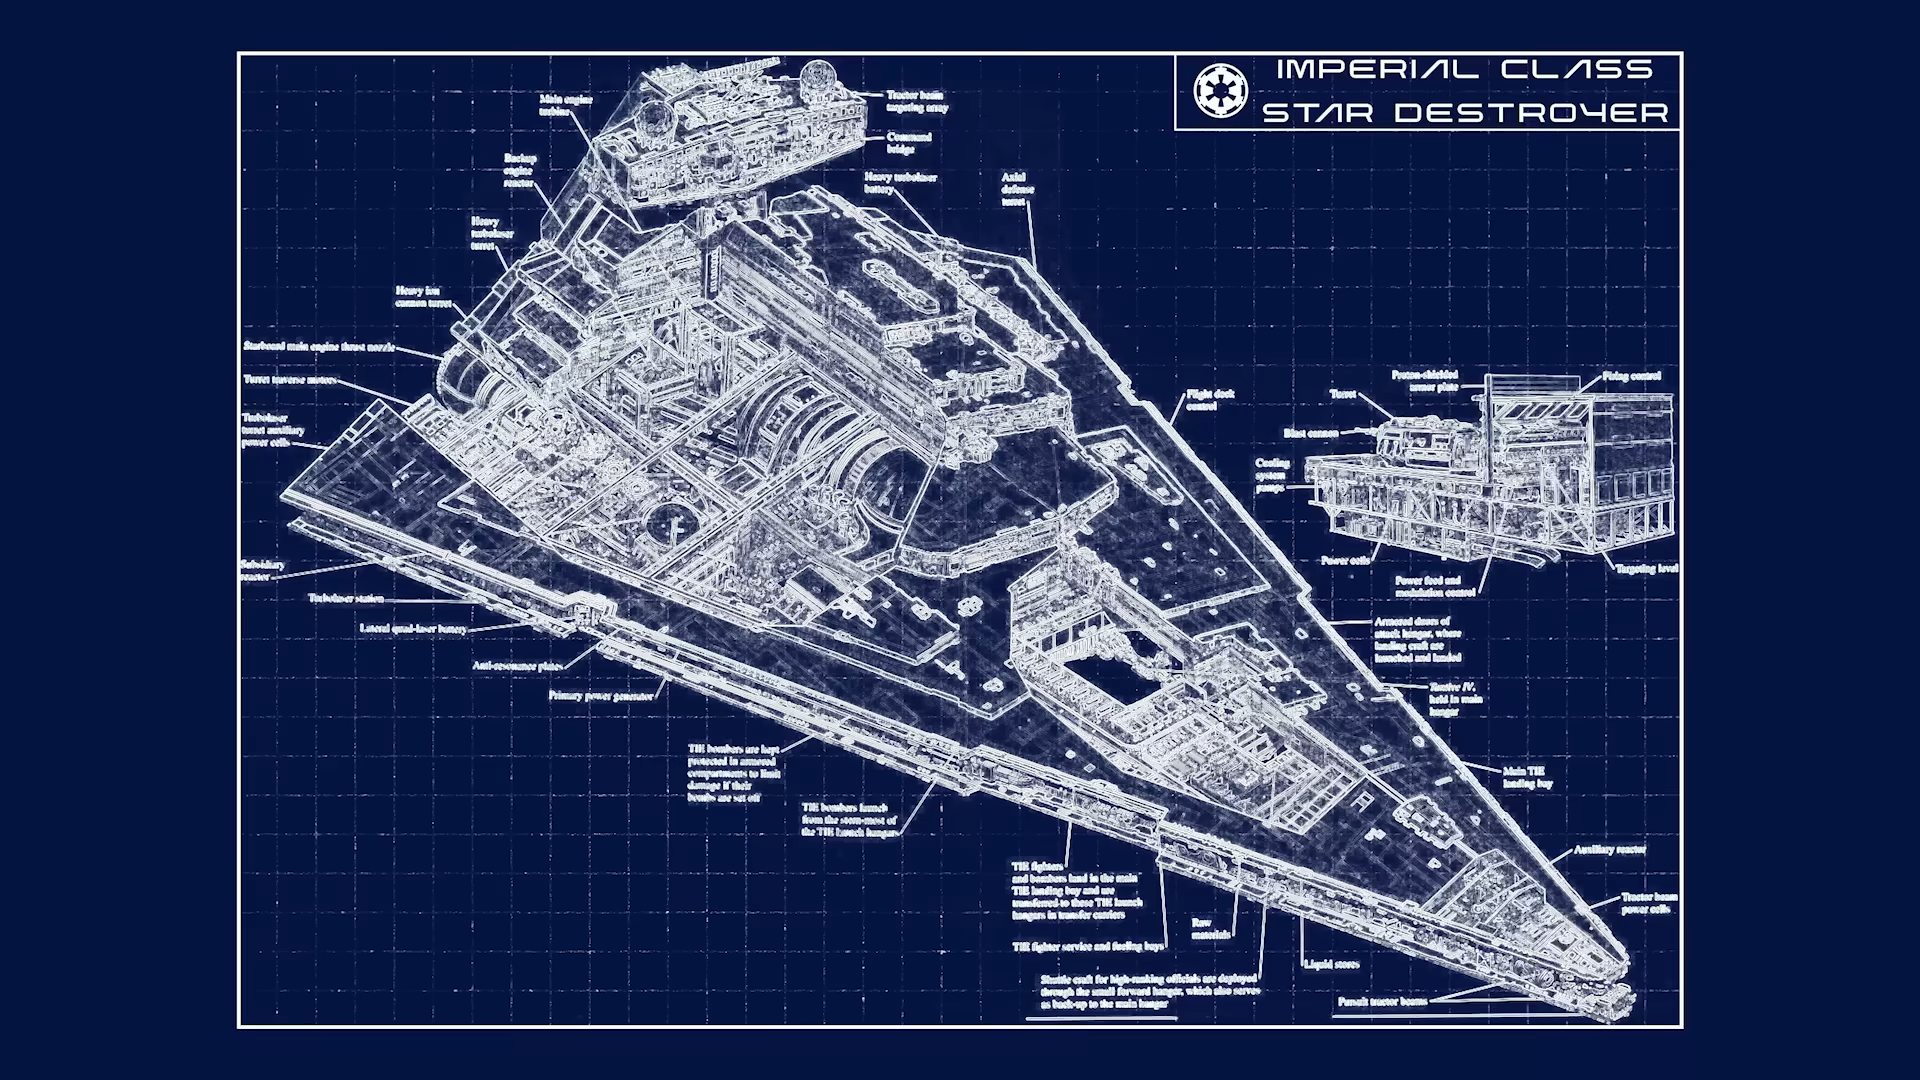 IMPERIAL CLASS
STAR DESTROYER
Main engine
turbine
Tractor beam
targeting array
Command
bridge
Backup
engine
reactor
Heavy turbolaser
battery
Axial
defense
turret
Heavy
turbolaser
turret
Heavy ion
cannon turret
Starboard main engine thrust nozzle
Turret traverse motors
Turbolaser
turret auxiliary
power cells
Flight deck
control
Proton-shielded
armor plate
Fixing control
Turret
Blast cannon
Cooling
system
pumps
Power cells
Power feed and
modulation control
Targeting level
Subsidiary
reactor
Turbolaser station
Lateral quad-laser battery
Anti-resonance plates
Primary power generator
Armored doors of
attack hangar, where
landing craft are
launched and landed
Tantive IV,
held in main
hangar
TIE bombers are kept
protected in armored
compartments to limit
damage if their
bombs are set off
TIE bombers launch
from the stern-most of
the TIE launch hangars
Main TIE
landing bay
Auxiliary reactor
Tractor beam
power cells
TIE fighters
and bombers land in the main
TIE landing bay and are
transferred to these TIE launch
hangars in transfer carriers
Raw
materials
TIE fighter service and fueling bays
Liquid stores
Shuttle craft for high-ranking officials are deployed
through the small forward hangar, which also serves
as back-up to the main hangar
Pursuit tractor beams